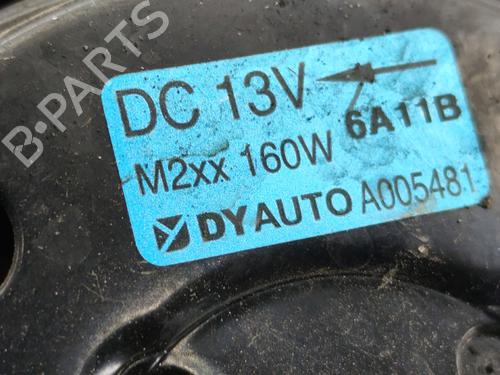 DC 13V
M2xx 160W 6A11B
DYAUTO A005481
B-PARTS